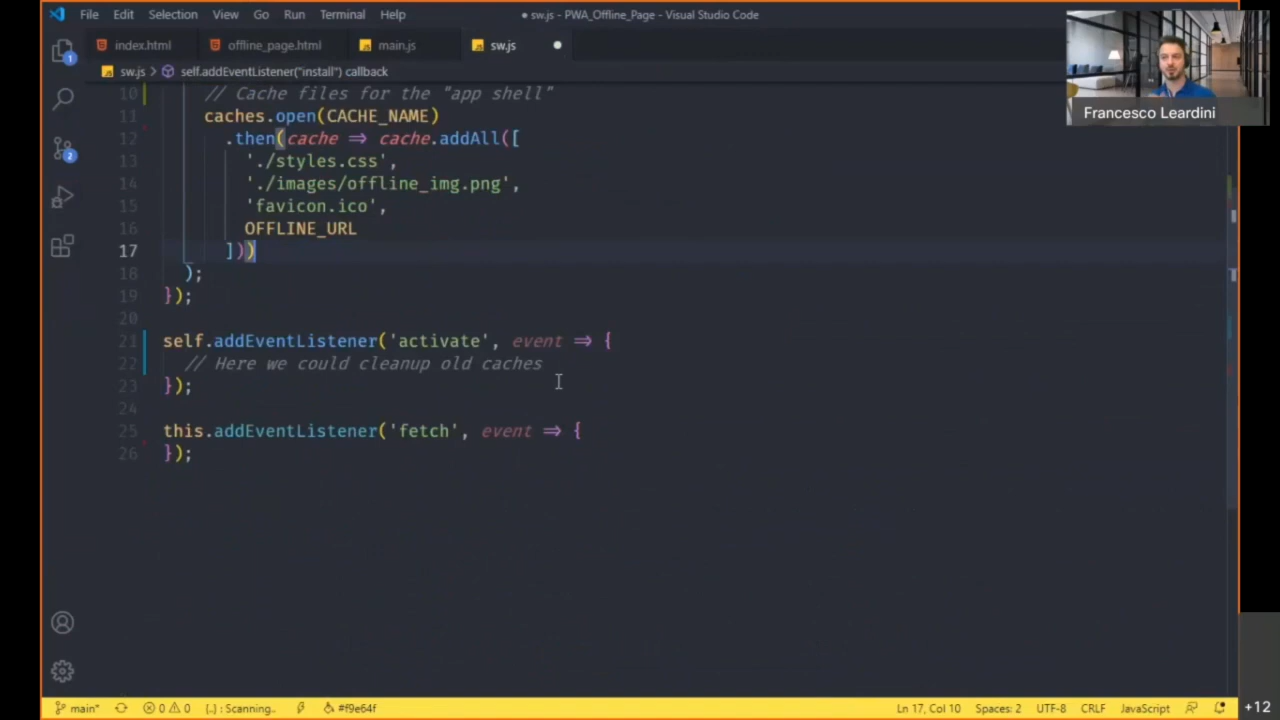 File Edit Selection View Go Run Terminal Help
● sw.js - PWA_Offline_Page - Visual Studio Code
index.html offline_page.html main.js sw.js ●
sw.js > self.addEventListener("install") callback
Francesco Leardini
10 // Cache files for the "app shell"
11 caches.open(CACHE_NAME)
12 .then(cache ⇒ cache.addAll([
13 './styles.css',
14 './images/offline_img.png',
15 'favicon.ico',
16 OFFLINE_URL
17 ]))
18 );
19 });
20
21 self.addEventListener('activate', event ⇒ {
22 // Here we could cleanup old caches
23 });
24
25 this.addEventListener('fetch', event ⇒ {
26 });
1
2
main* 0 0 {..} : Scanning.. #f9e64f Ln 17, Col 10 Spaces: 2 UTF-8 CRLF JavaScript
+12